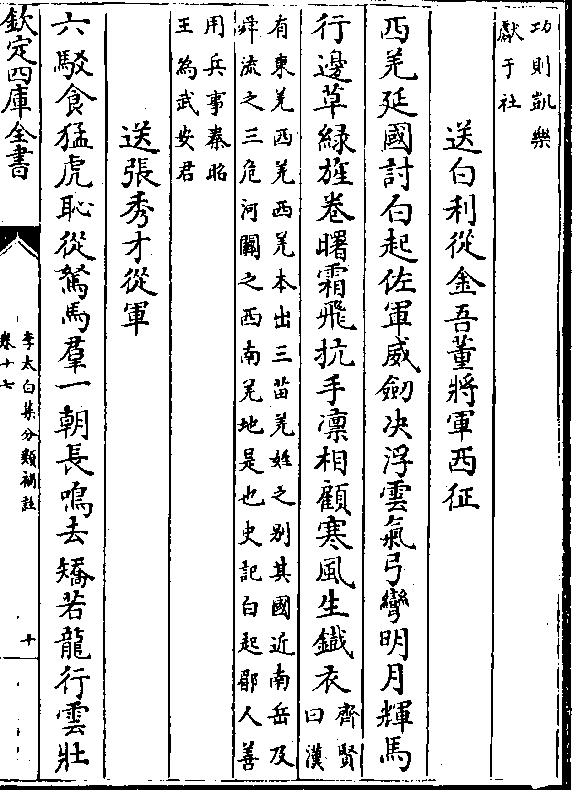 功則凱樂
獻于社
送白利從金吾董將軍西征
西羌延國討白起佐軍威劒决浮雲氣弓彎明月輝馬
行邊草緑旌卷曙霜飛抗手凛相顧寒風生鐡衣
齊賢
曰漢
有東羌西羌西羌本出三苗羌姓之别其國近南岳及
舜流之三危河關之西南羌地是也史記白起郿人善
用兵事秦昭
王為武安君
送張秀才從軍
六駁食猛虎恥從駑馬羣一朝長鳴去矯若龍行雲壯
欽定四庫全書
李太白集分類補註
卷十七
十